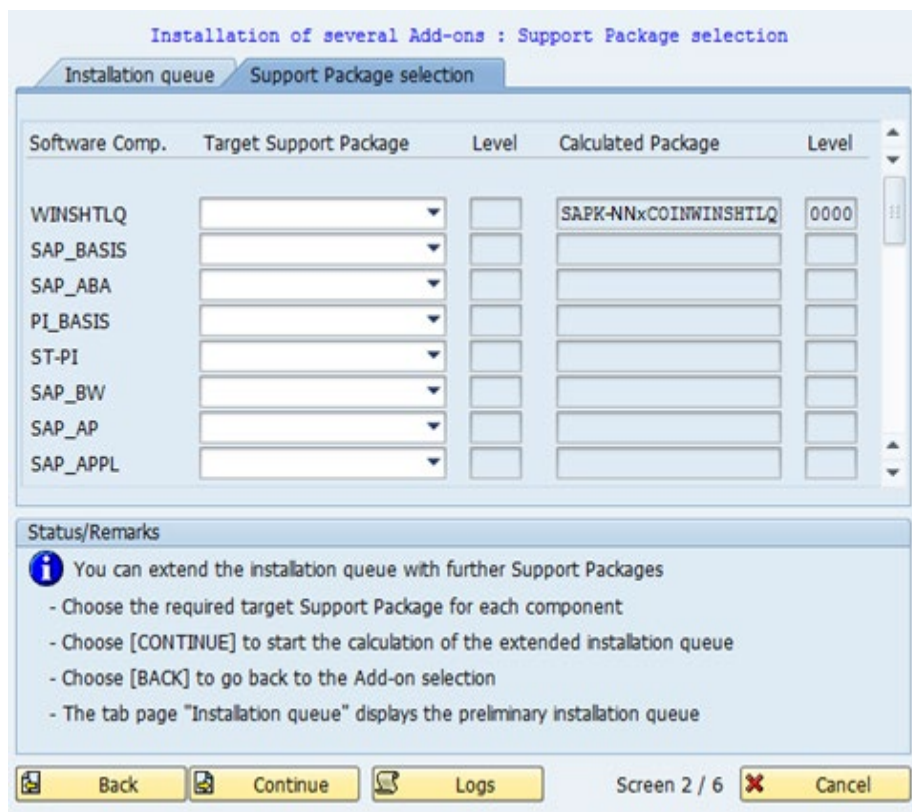 Installation of several Add-ons : Support Package selection
Installation queue Support Package selection
Software Comp. Target Support Package Level Calculated Package Level
WINSHTLQ SAPK-NNxCOINWINSHTLQ 0000
SAP_BASIS
SAP_ABA
PI_BASIS
ST-PI
SAP_BW
SAP_AP
SAP_APPL
Status/Remarks
You can extend the installation queue with further Support Packages
- Choose the required target Support Package for each component
- Choose [CONTINUE] to start the calculation of the extended installation queue
- Choose [BACK] to go back to the Add-on selection
- The tab page "Installation queue" displays the preliminary installation queue
Back Continue Logs Screen 2 / 6 Cancel